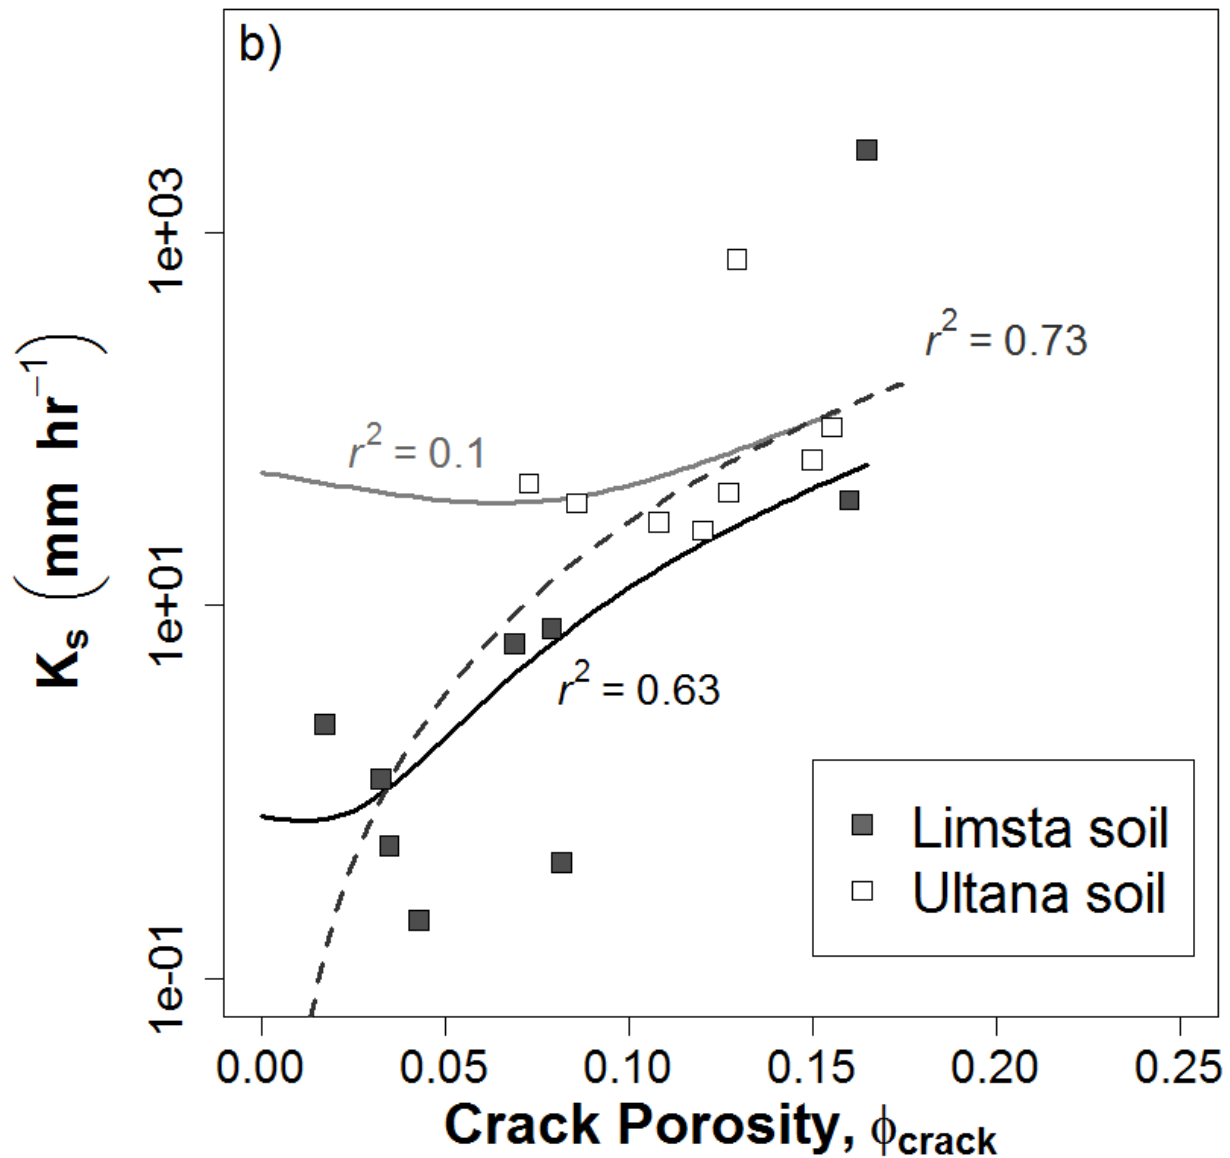 b)
1e+03
1e+01
1e-01
Ks (mm hr⁻¹)
r² = 0.73
r² = 0.1
r² = 0.63
Limsta soil
Ultana soil
0.00 0.05 0.10 0.15 0.20 0.25
Crack Porosity, ϕcrack